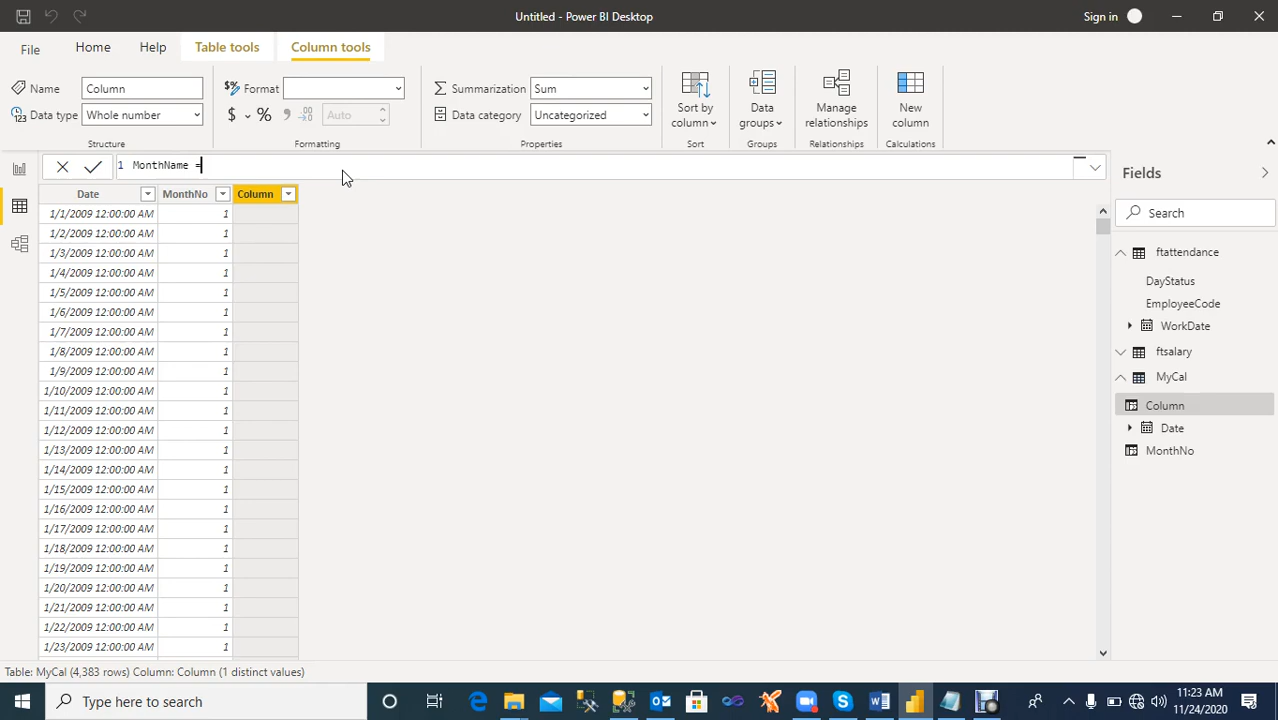 Untitled - Power BI Desktop
Sign in
File
Home
Help
Table tools
Column tools
Name
Column
Data type
Whole number
Structure
Format
$
%
Auto
Formatting
Summarization
Sum
Data category
Uncategorized
Properties
Sort by
column
Sort
Data
groups
Groups
Manage
relationships
Relationships
New
column
Calculations
1 MonthName =
Date
MonthNo
Column
1/1/2009 12:00:00 AM 1
1/2/2009 12:00:00 AM 1
1/3/2009 12:00:00 AM 1
1/4/2009 12:00:00 AM 1
1/5/2009 12:00:00 AM 1
1/6/2009 12:00:00 AM 1
1/7/2009 12:00:00 AM 1
1/8/2009 12:00:00 AM 1
1/9/2009 12:00:00 AM 1
1/10/2009 12:00:00 AM 1
1/11/2009 12:00:00 AM 1
1/12/2009 12:00:00 AM 1
1/13/2009 12:00:00 AM 1
1/14/2009 12:00:00 AM 1
1/15/2009 12:00:00 AM 1
1/16/2009 12:00:00 AM 1
1/17/2009 12:00:00 AM 1
1/18/2009 12:00:00 AM 1
1/19/2009 12:00:00 AM 1
1/20/2009 12:00:00 AM 1
1/21/2009 12:00:00 AM 1
1/22/2009 12:00:00 AM 1
1/23/2009 12:00:00 AM 1
Fields
Search
ftattendance
DayStatus
EmployeeCode
WorkDate
ftsalary
MyCal
Column
Date
MonthNo
Table: MyCal (4,383 rows) Column: Column (1 distinct values)
Type here to search
11:23 AM
11/24/2020